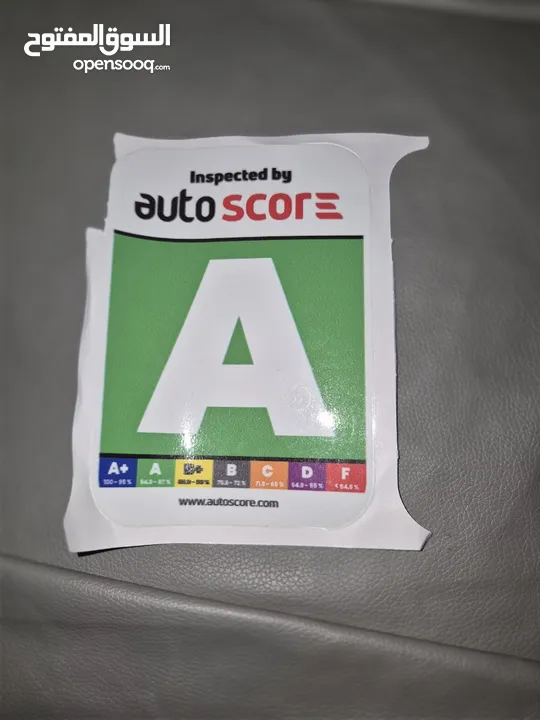 السوق المفتوح
opensooq.com
Inspected by
auto score
A
A+ A B+ B C D F
www.autoscore.com